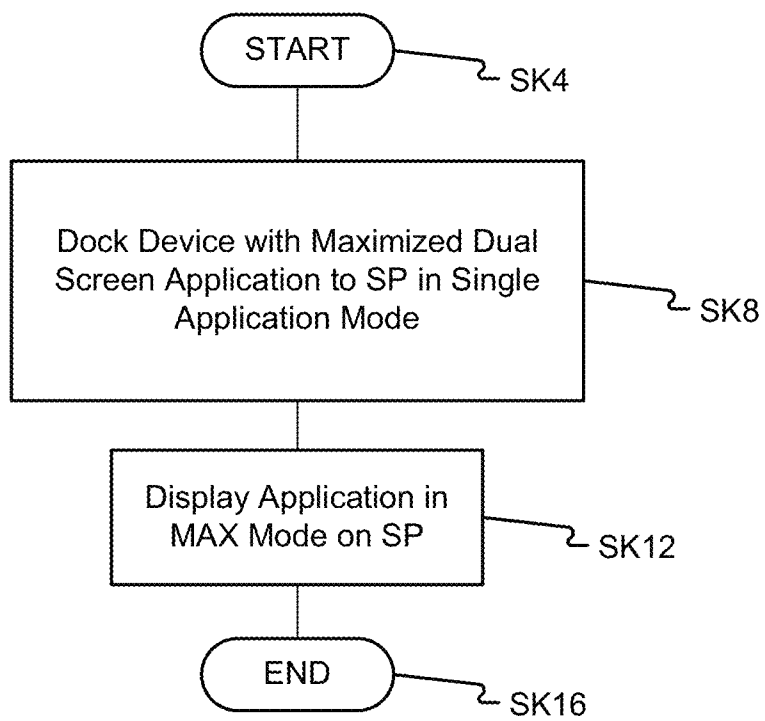 START
SK4
Dock Device with Maximized Dual
Screen Application to SP in Single
Application Mode
SK8
Display Application in
MAX Mode on SP
SK12
END
SK16